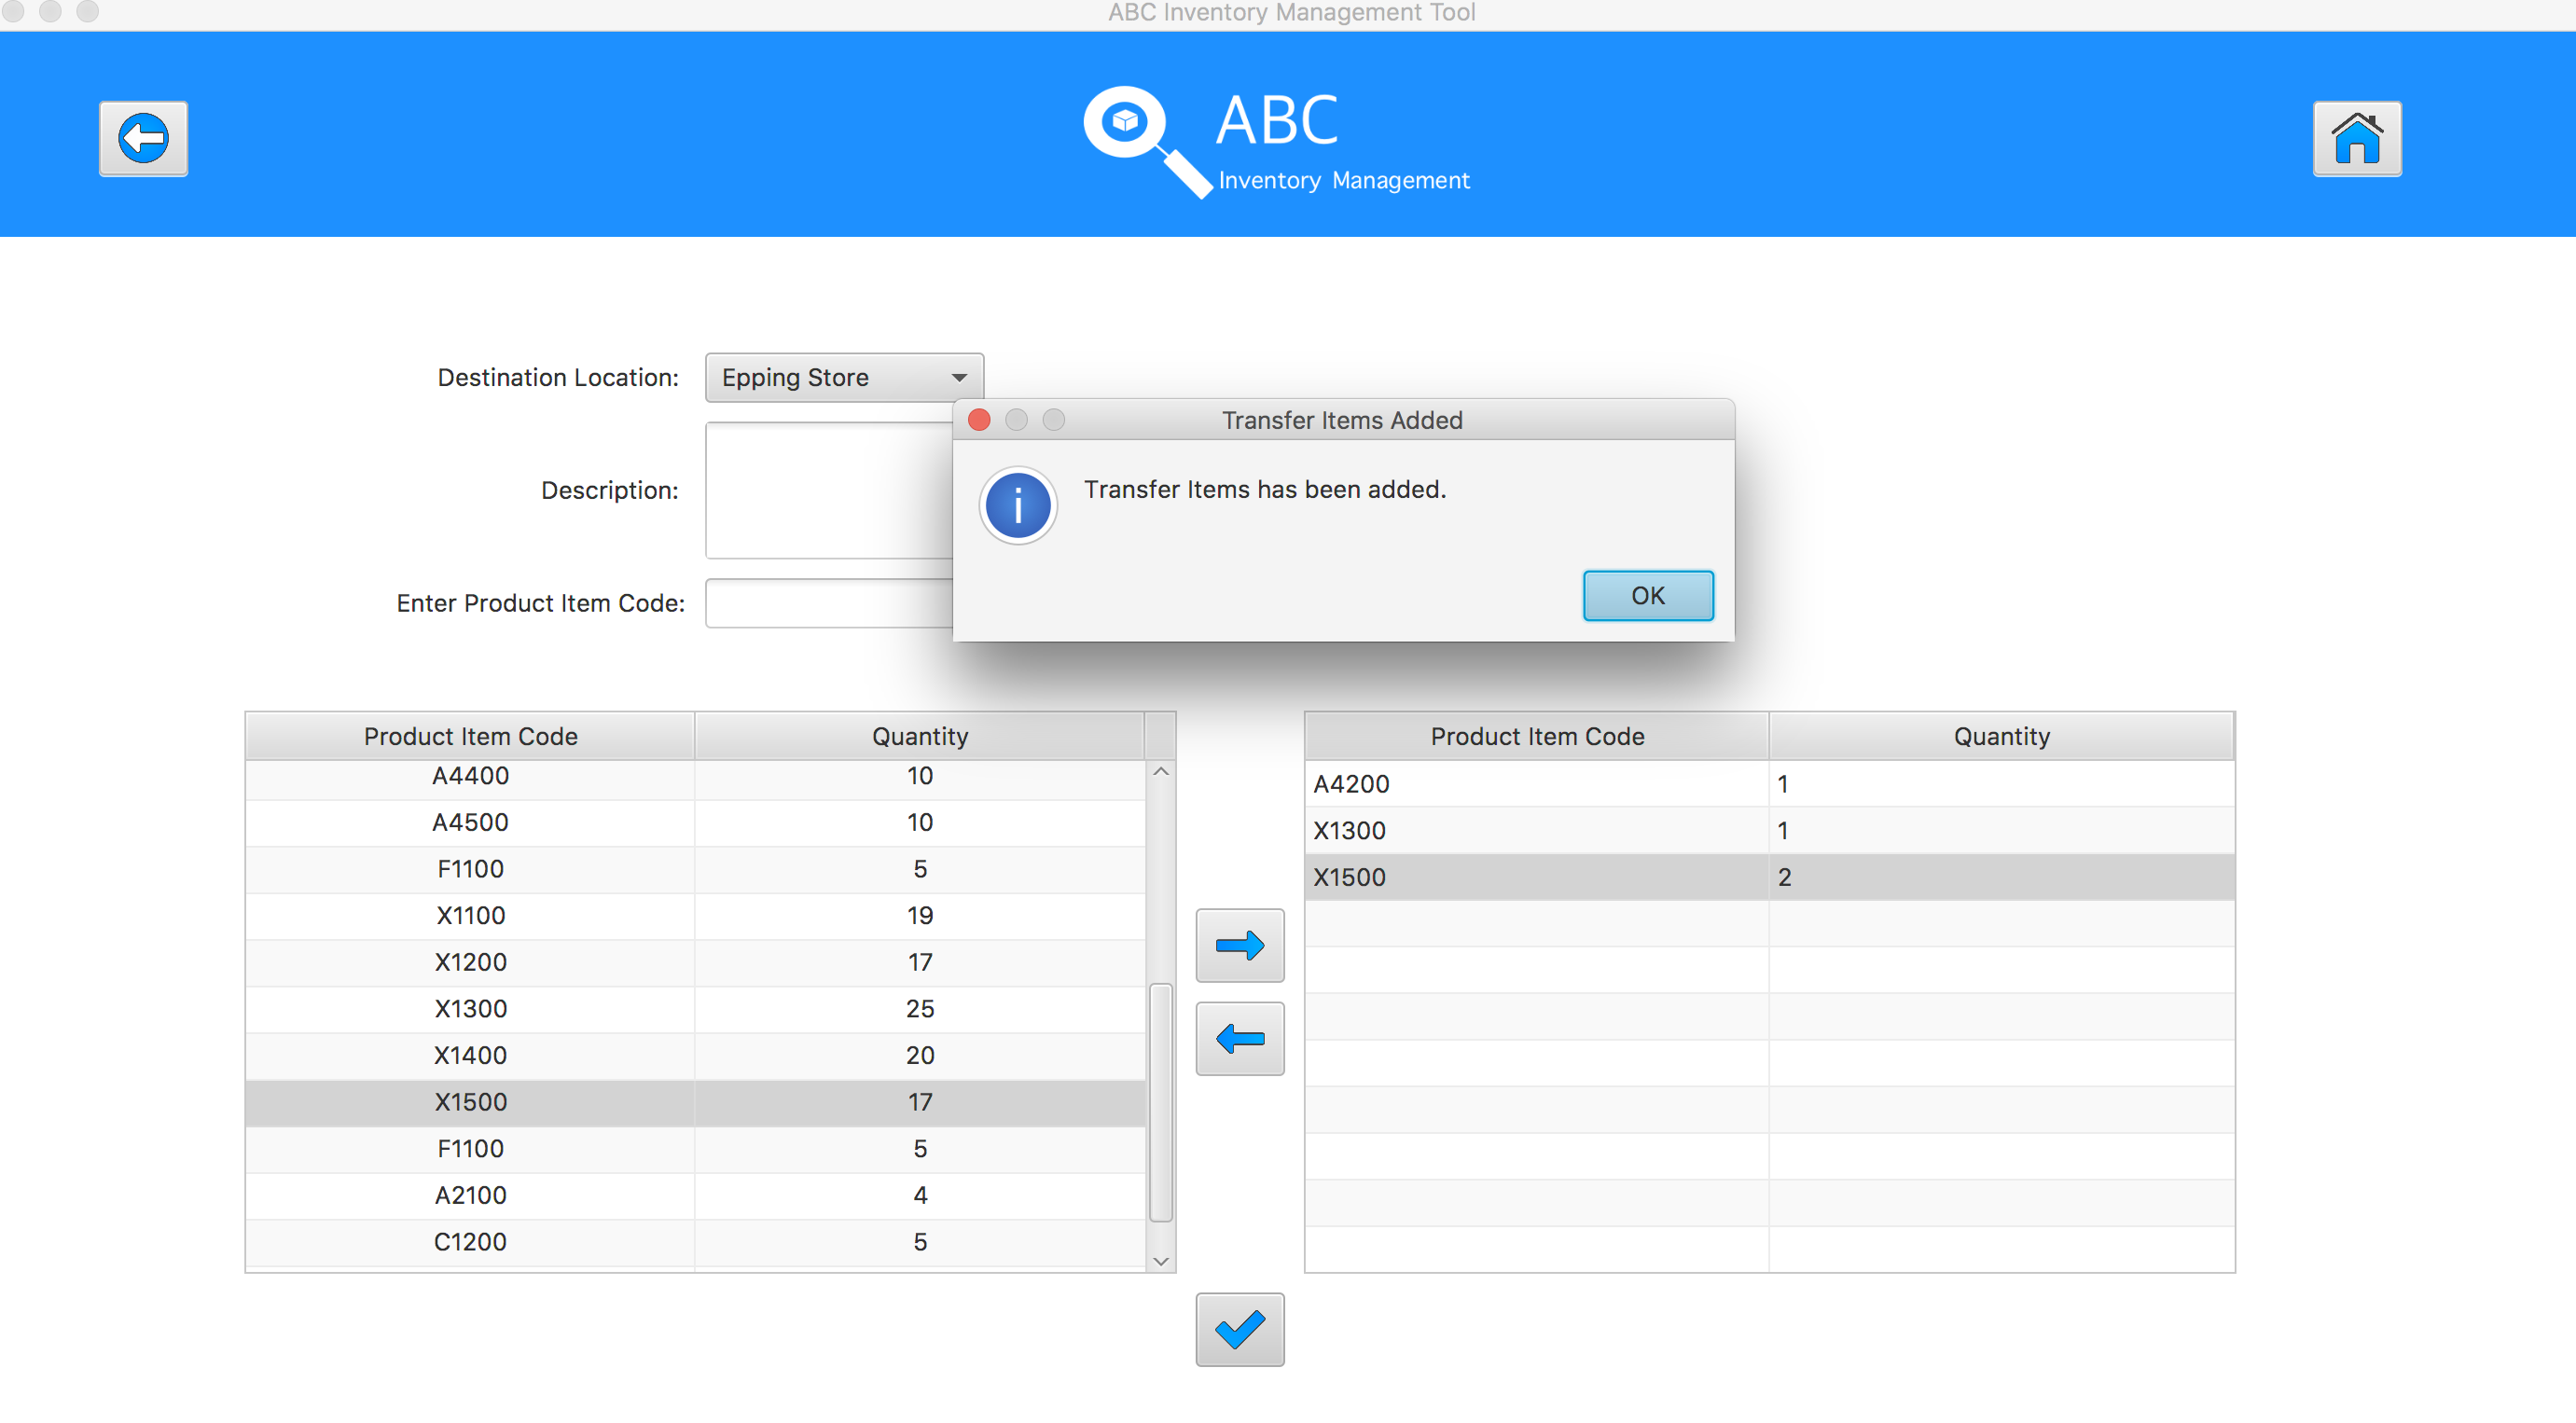 ABC Inventory Management Tool
ABC
Inventory Management
Destination Location: Epping Store
Transfer Items Added
Description:
Transfer Items has been added.
OK
Enter Product Item Code:
Product Item Code Quantity
A4400 10
A4500 10
F1100 5
X1100 19
X1200 17
X1300 25
X1400 20
X1500 17
F1100 5
A2100 4
C1200 5
Product Item Code Quantity
A4200 1
X1300 1
X1500 2